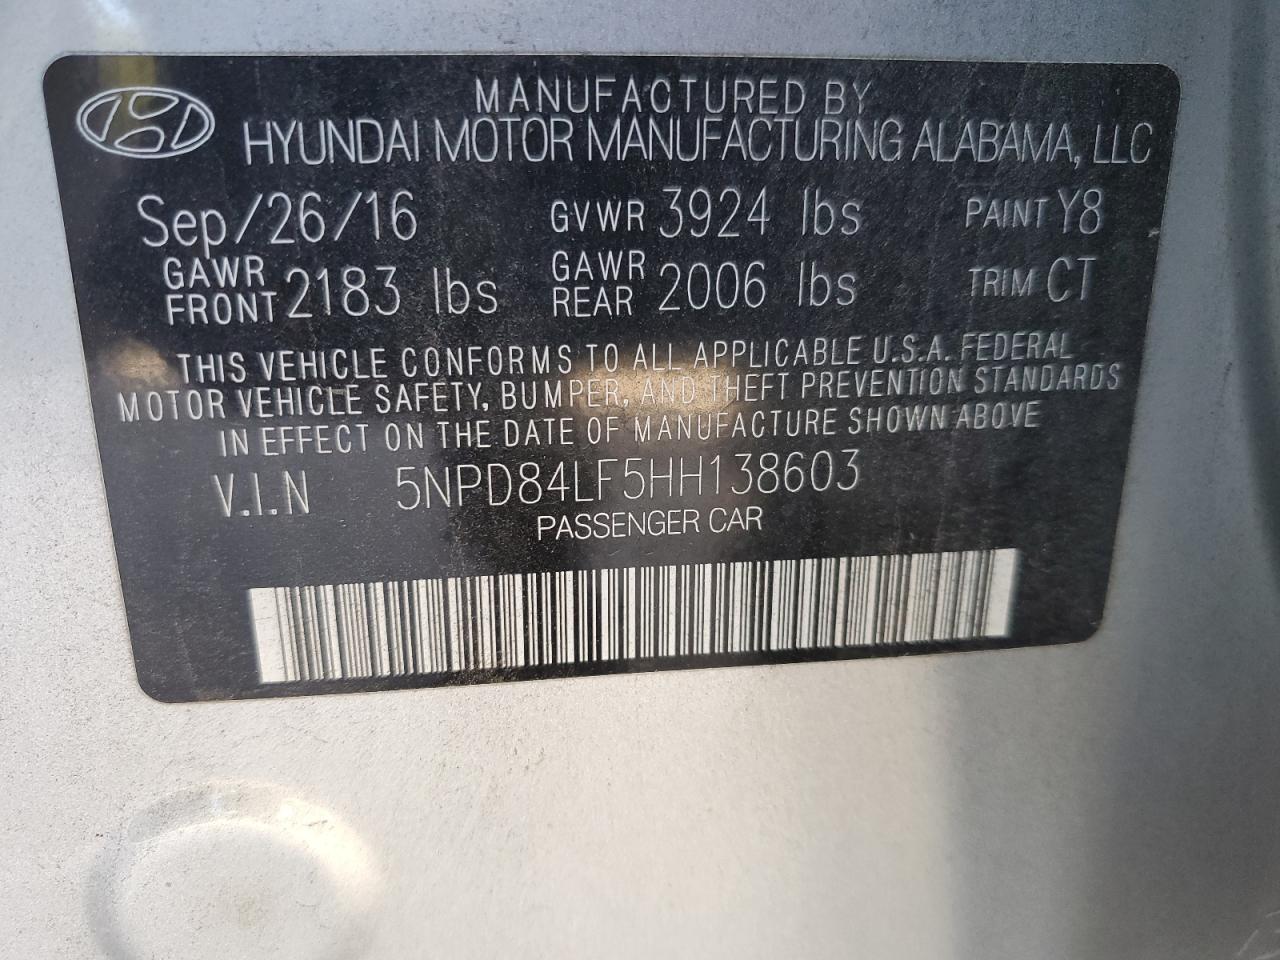 MANUFACTURED BY
HYUNDAI MOTOR MANUFACTURING ALABAMA, LLC
Sep/26/16 GVWR 3924 lbs PAINT Y8
GAWR FRONT 2183 lbs GAWR REAR 2006 lbs TRIM CT
THIS VEHICLE CONFORMS TO ALL APPLICABLE U.S.A. FEDERAL
MOTOR VEHICLE SAFETY, BUMPER, AND THEFT PREVENTION STANDARDS
IN EFFECT ON THE DATE OF MANUFACTURE SHOWN ABOVE
V.I.N 5NPD84LF5HH138603
PASSENGER CAR